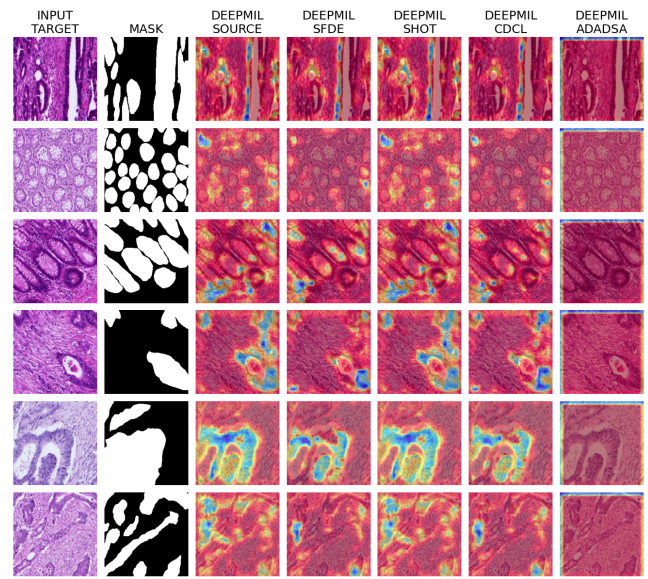 INPUT TARGET
MASK
DEEPMIL SOURCE
DEEPMIL SFDE
DEEPMIL SHOT
DEEPMIL CDCL
DEEPMIL ADADSA